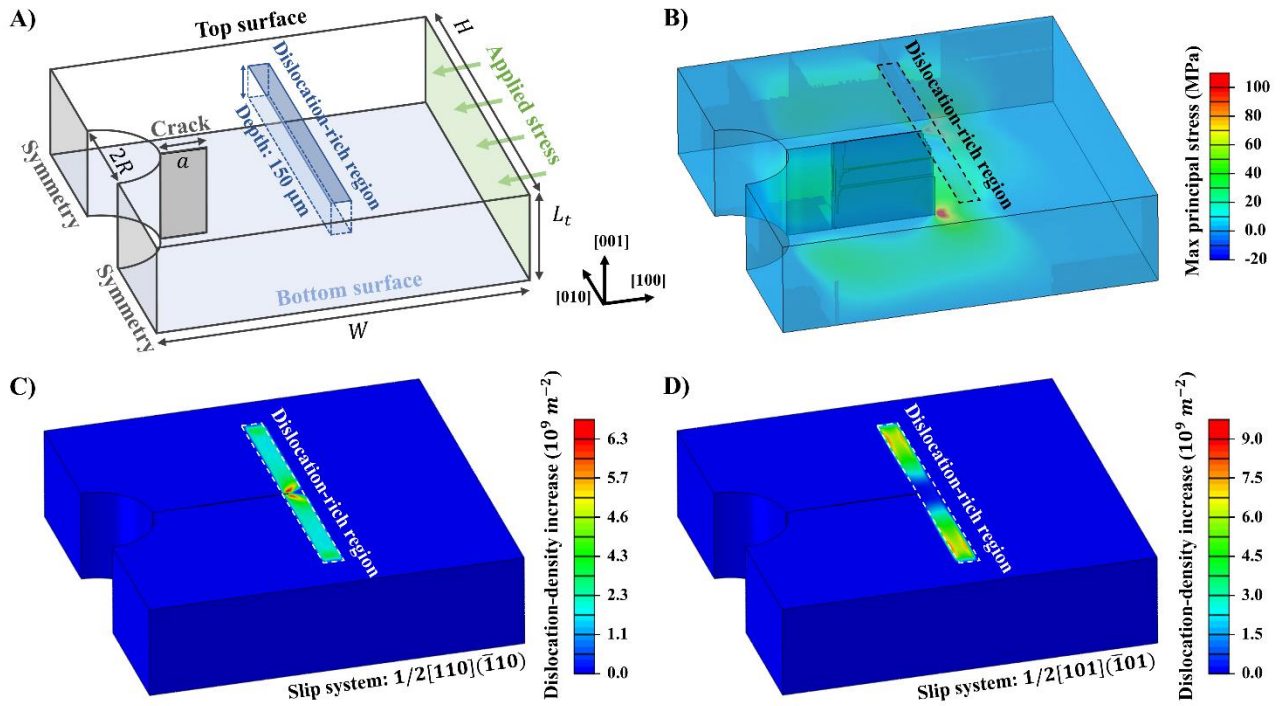 A)
Top surface
H
Dislocation-rich region
Depth: 150 μm
Applied stress
Crack
a
2R
Symmetry
Symmetry
L_t
[001]
[100]
[010]
Bottom surface
W
B)
Dislocation-rich region
Max principal stress (MPa)
100
80
60
40
20
0.0
-20
C)
Dislocation-rich region
Dislocation-density increase (10⁹ m⁻²)
6.3
5.7
4.6
4.3
2.3
1.1
0.0
Slip system: 1/2[110](1̅10)
D)
Dislocation-rich region
Dislocation-density increase (10⁹ m⁻²)
9.0
7.5
6.0
4.5
3.0
1.5
0.0
Slip system: 1/2[101](1̅01)